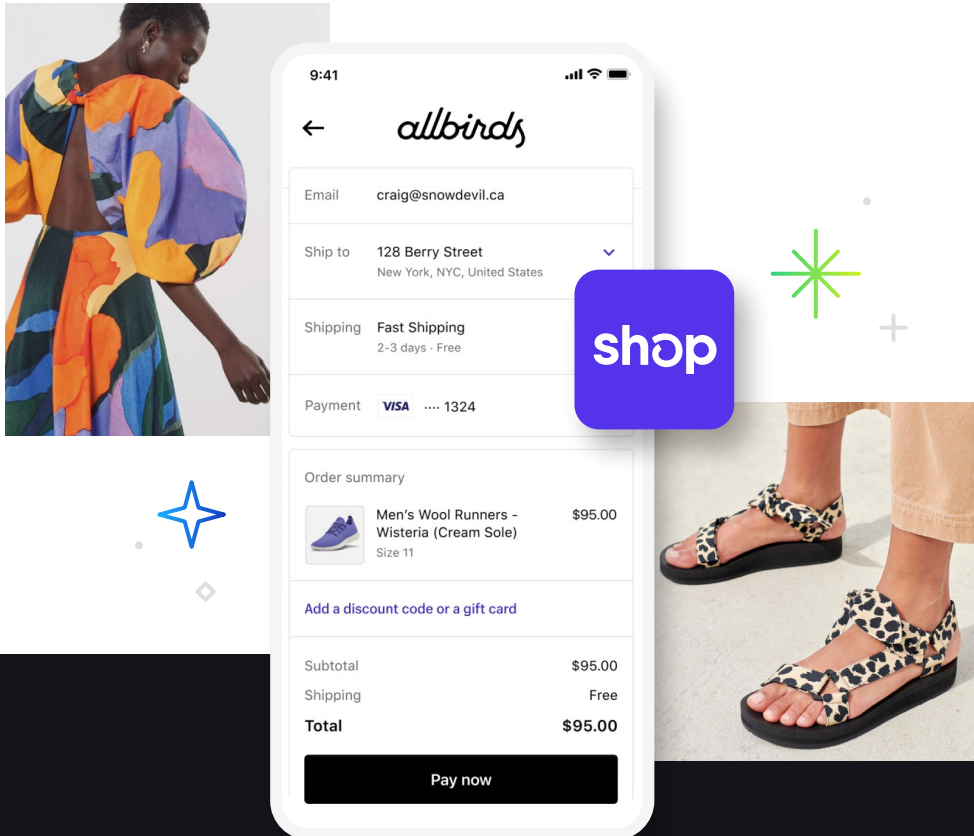 9:41
allbirds
Email craig@snowdevil.ca
Ship to 128 Berry Street
New York, NYC, United States
shop
Shipping Fast Shipping
2-3 days · Free
Payment VISA ···· 1324
Order summary
Men’s Wool Runners - $95.00
Wisteria (Cream Sole)
Size 11
Add a discount code or a gift card
Subtotal $95.00
Shipping Free
Total $95.00
Pay now